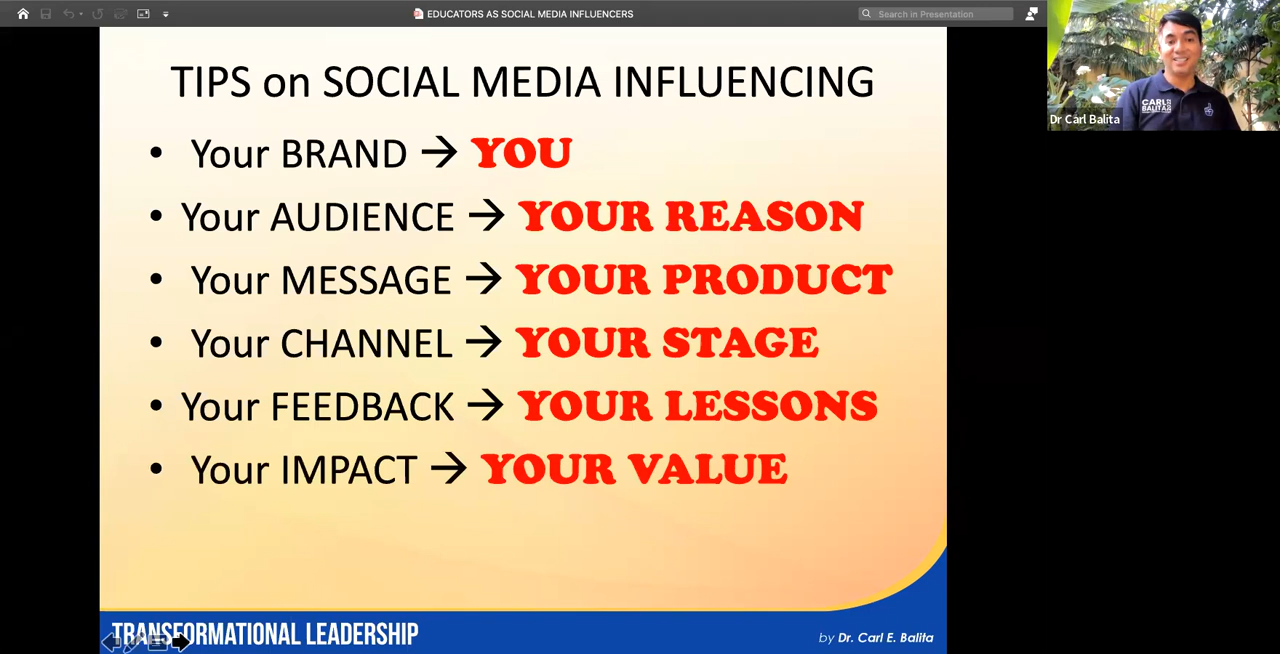 EDUCATORS AS SOCIAL MEDIA INFLUENCERS
Search in Presentation
TIPS on SOCIAL MEDIA INFLUENCING
• Your BRAND → YOU
• Your AUDIENCE → YOUR REASON
• Your MESSAGE → YOUR PRODUCT
• Your CHANNEL → YOUR STAGE
• Your FEEDBACK → YOUR LESSONS
• Your IMPACT → YOUR VALUE
TRANSFORMATIONAL LEADERSHIP
by Dr. Carl E. Balita
CARL
BALITA
Dr Carl Balita